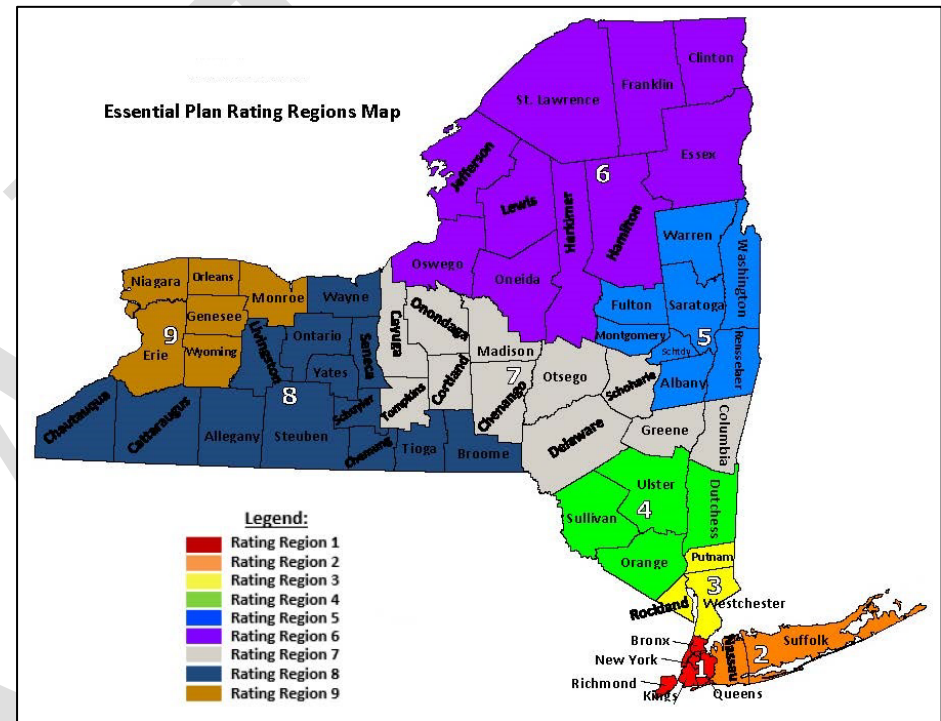 Essential Plan Rating Regions Map
Clinton
Franklin
St. Lawrence
Essex
Jefferson
6
Lewis
Herkimer
Hamilton
Warren
Washington
Oswego
Oneida
Niagara
Orleans
Monroe
Wayne
Fulton
Saratoga
Genesee
Onondaga
Cayuga
Montgomery
5
9
Livingston
Ontario
Seneca
Madison
Schtdy
Rensselaer
Erie
Wyoming
Yates
Cortland
7
Otsego
Schoharie
Albany
8
Schuyler
Tompkins
Chenango
Chautauqua
Cattaraugus
Allegany
Steuben
Chemung
Tioga
Broome
Delaware
Greene
Columbia
Ulster
Dutchess
4
Sullivan
Orange
Putnam
3
Rockland
Westchester
Bronx
New York
Suffolk
Nassau
2
1
Richmond
Kings
Queens
Legend:
Rating Region 1
Rating Region 2
Rating Region 3
Rating Region 4
Rating Region 5
Rating Region 6
Rating Region 7
Rating Region 8
Rating Region 9